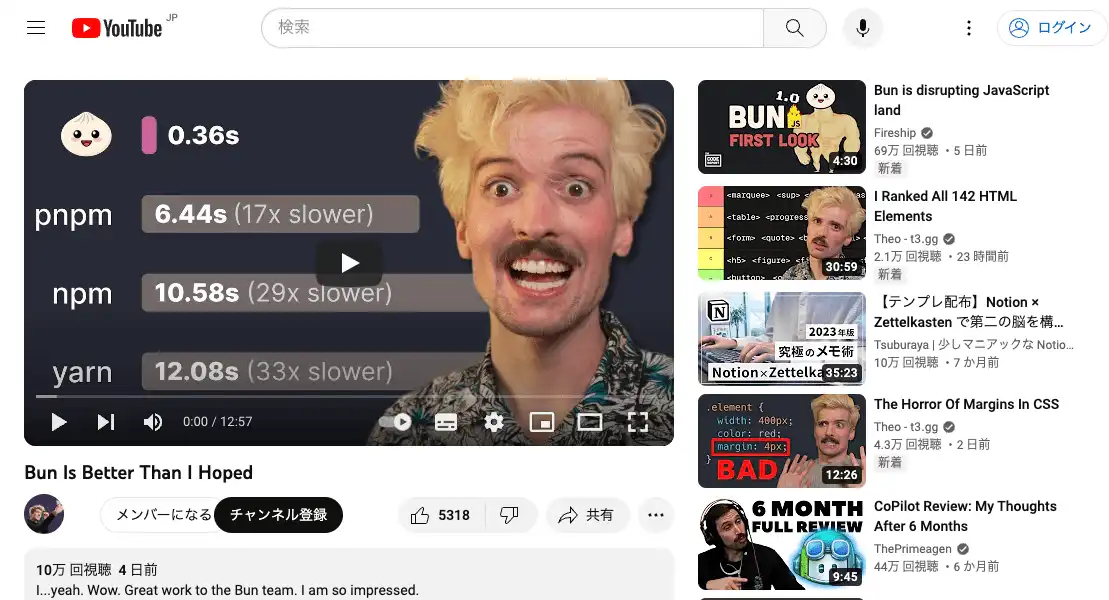 YouTube JP
検索
ログイン
0.36s
pnpm 6.44s (17x slower)
npm 10.58s (29x slower)
yarn 12.08s (33x slower)
0:00 / 12:57
Bun Is Better Than I Hoped
メンバーになる
チャンネル登録
5318
共有
10万 回視聴 4 日前
I...yeah. Wow. Great work to the Bun team. I am so impressed.
1.0
BUN
JS
FIRST LOOK
CODE
REPORT
4:30
Bun is disrupting JavaScript
land
Fireship
69万 回視聴 ・5 日前
新着
<marquee> <sup>
<table> <progress
<form> <quote>
<h5> <figure>
<button>
30:59
I Ranked All 142 HTML
Elements
Theo - t3.gg
2.1万 回視聴 ・23 時間前
新着
N
2023年版
究極のメモ術
Notion×Zettelka
35:23
【テンプレ配布】Notion ×
Zettelkasten で第二の脳を構…
Tsuburaya | 少しマニアックな Notio…
10万 回視聴 ・7 か月前
.element {
width: 400px;
color: red;
margin: 4px;
}
BAD
12:26
The Horror Of Margins In CSS
Theo - t3.gg
4.3万 回視聴 ・2 日前
新着
6 MONTH
FULL REVIEW
9:45
CoPilot Review: My Thoughts
After 6 Months
ThePrimeagen
44万 回視聴 ・6 か月前